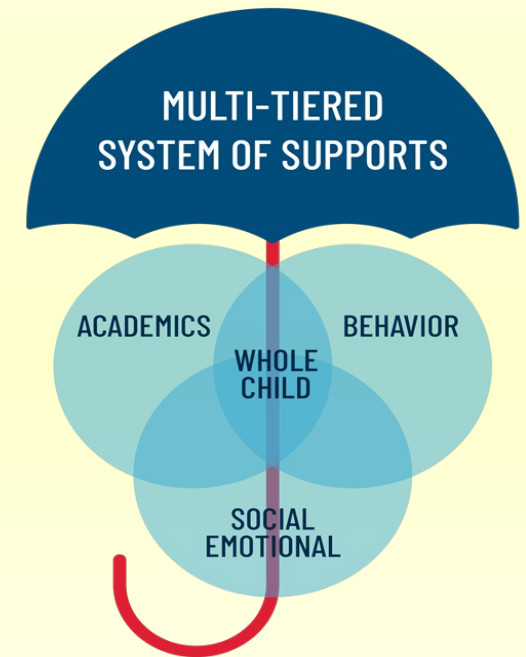 MULTI-TIERED
SYSTEM OF SUPPORTS
ACADEMICS
BEHAVIOR
WHOLE
CHILD
SOCIAL
EMOTIONAL